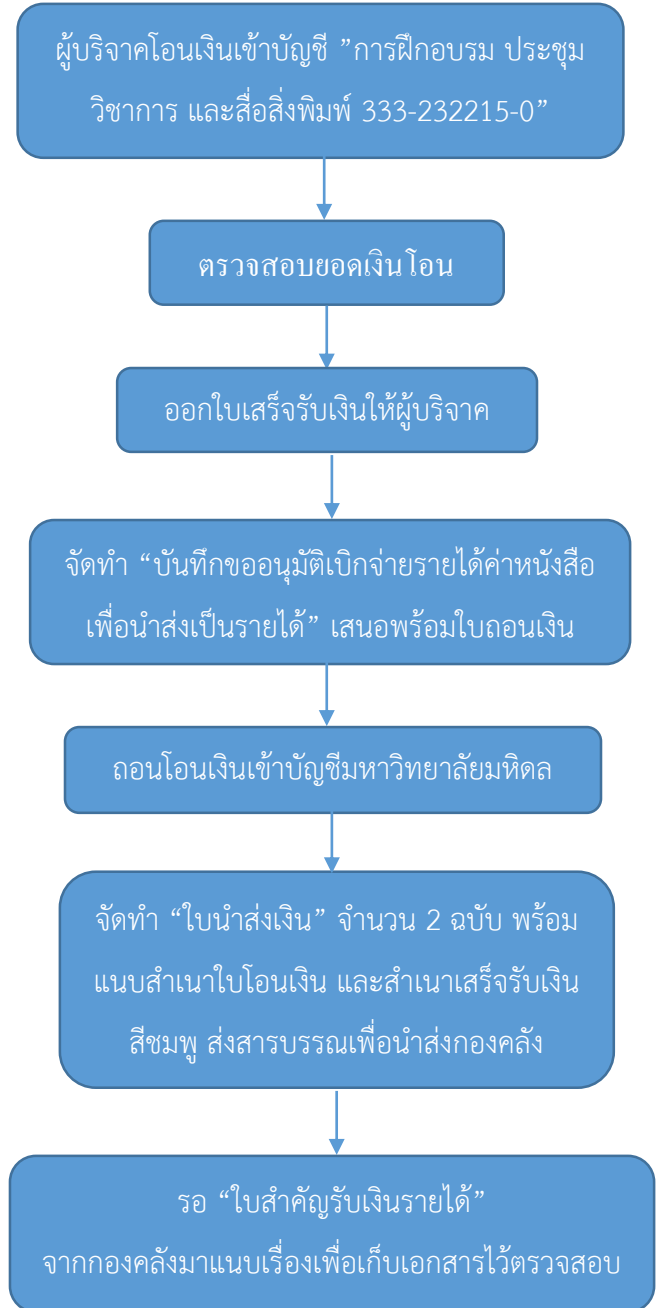 ผู้บริจาคโอนเงินเข้าบัญชี ”การฝึกอบรม ประชุม
วิชาการ และสื่อสิ่งพิมพ์ 333-232215-0”
ตรวจสอบยอดเงินโอน
ออกใบเสร็จรับเงินให้ผู้บริจาค
จัดทำ “บันทึกขออนุมัติเบิกจ่ายรายได้ค่าหนังสือ
เพื่อนำส่งเป็นรายได้” เสนอพร้อมใบถอนเงิน
ถอนโอนเงินเข้าบัญชีมหาวิทยาลัยมหิดล
จัดทำ “ใบนำส่งเงิน” จำนวน 2 ฉบับ พร้อม
แนบสำเนาใบโอนเงิน และสำเนาเสร็จรับเงิน
สีชมพู ส่งสารบรรณเพื่อนำส่งกองคลัง
รอ “ใบสำคัญรับเงินรายได้”
จากกองคลังมาแนบเรื่องเพื่อเก็บเอกสารไว้ตรวจสอบ